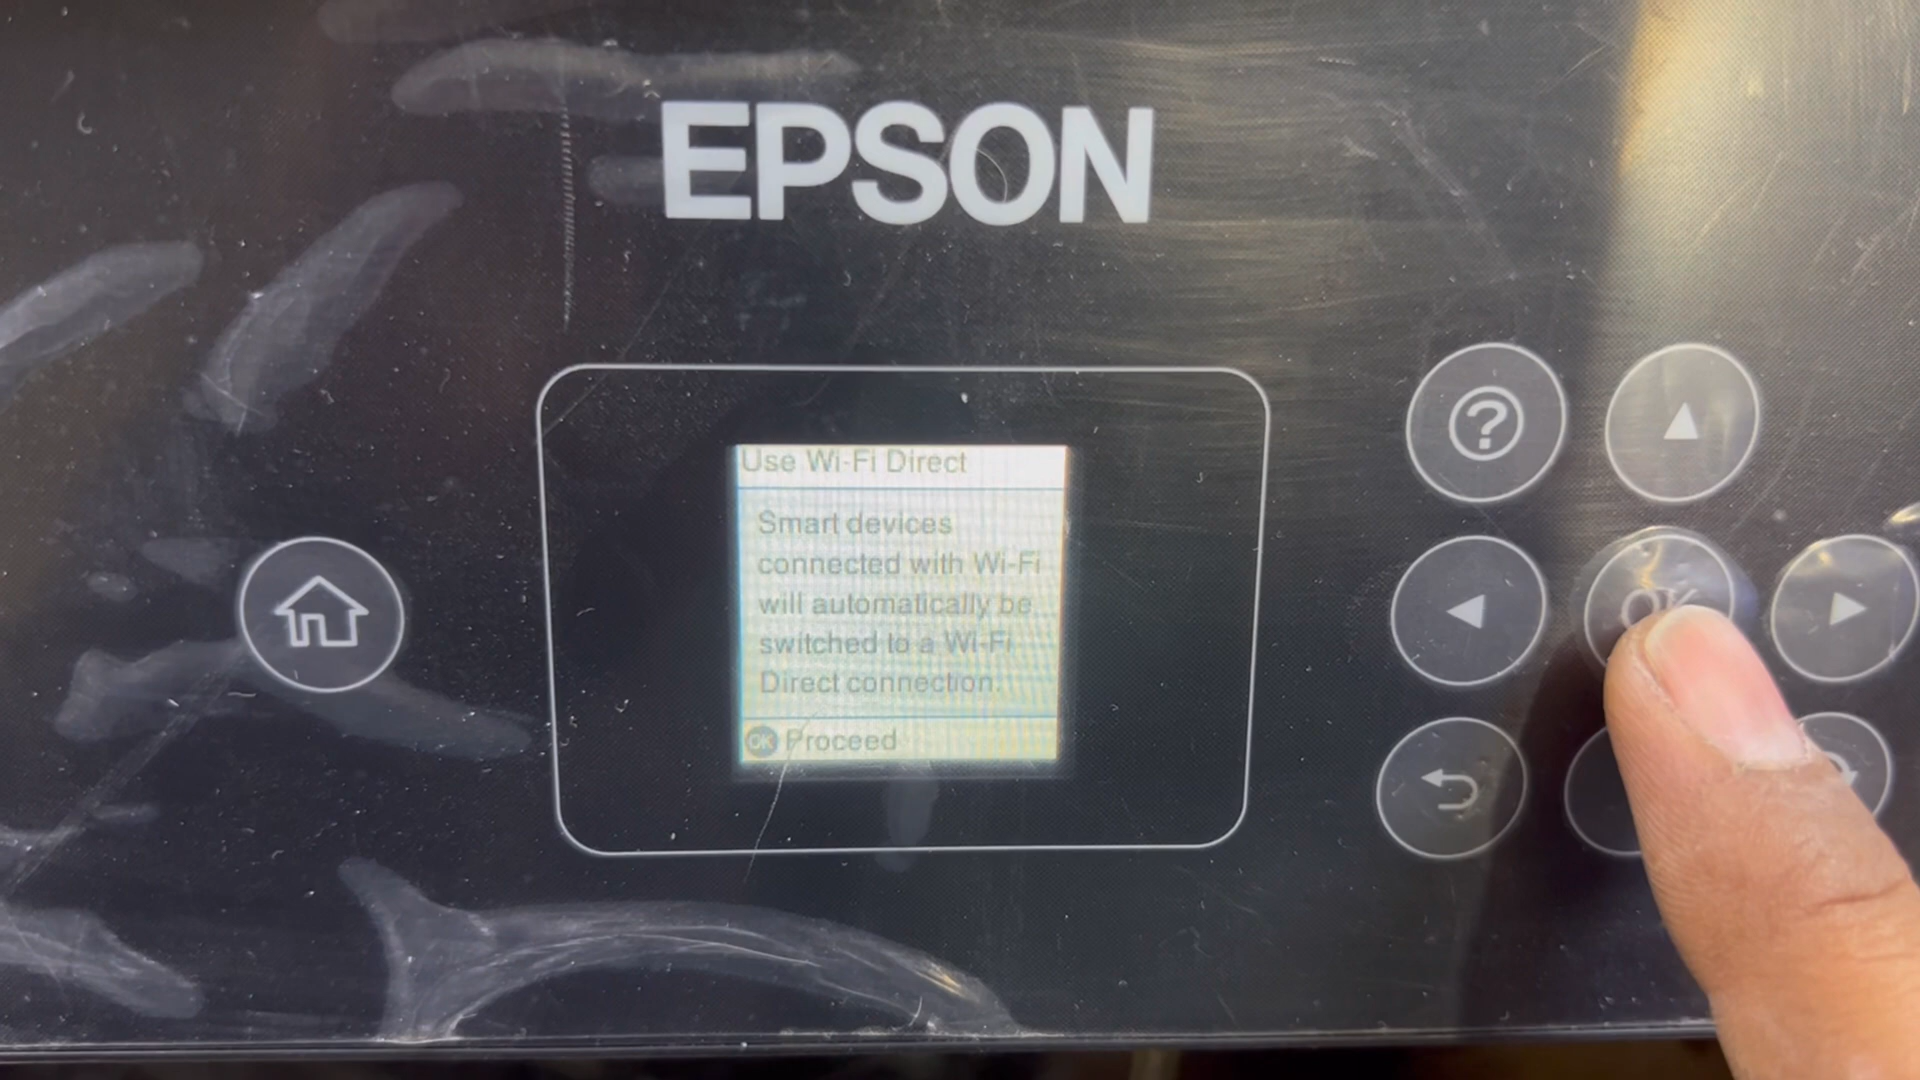 EPSON
Use Wi-Fi Direct
Smart devices
connected with Wi-Fi
will automatically be
switched to a Wi-Fi
Direct connection.
OK Proceed
?
OK